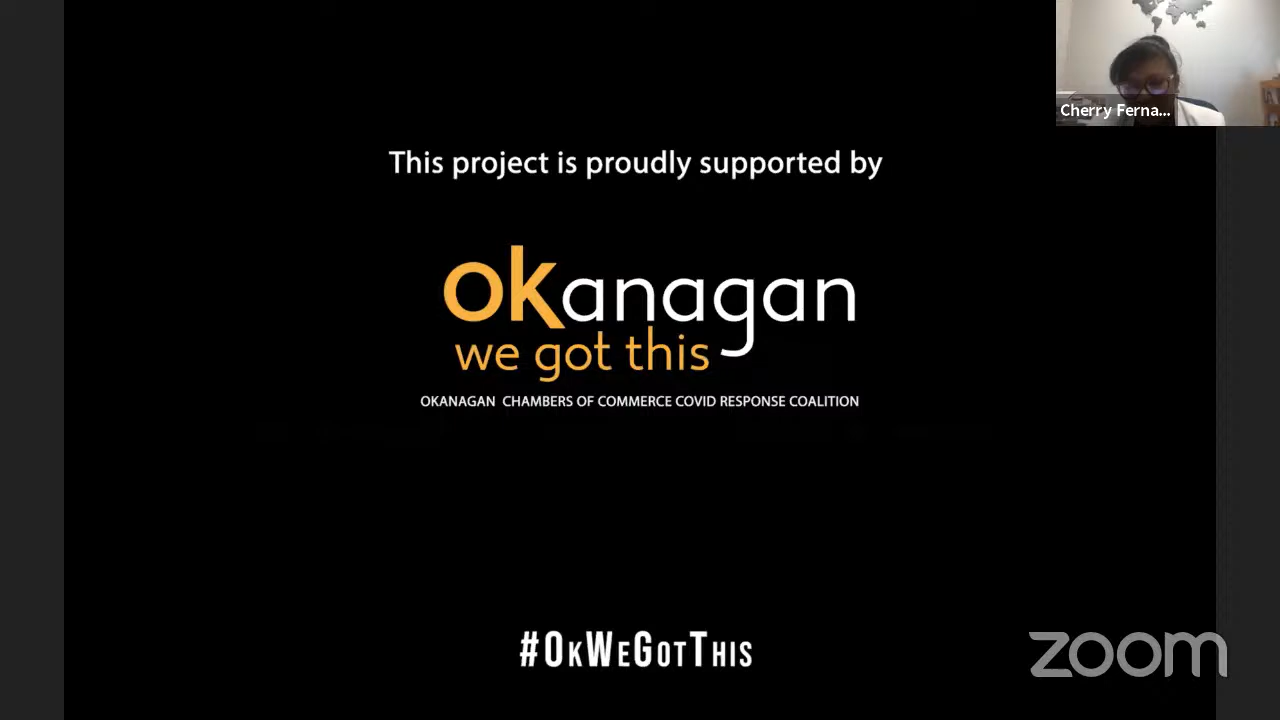 Cherry Ferna...
This project is proudly supported by
okanagan
we got this
OKANAGAN CHAMBERS OF COMMERCE COVID RESPONSE COALITION
#OkWeGotThis
zoom